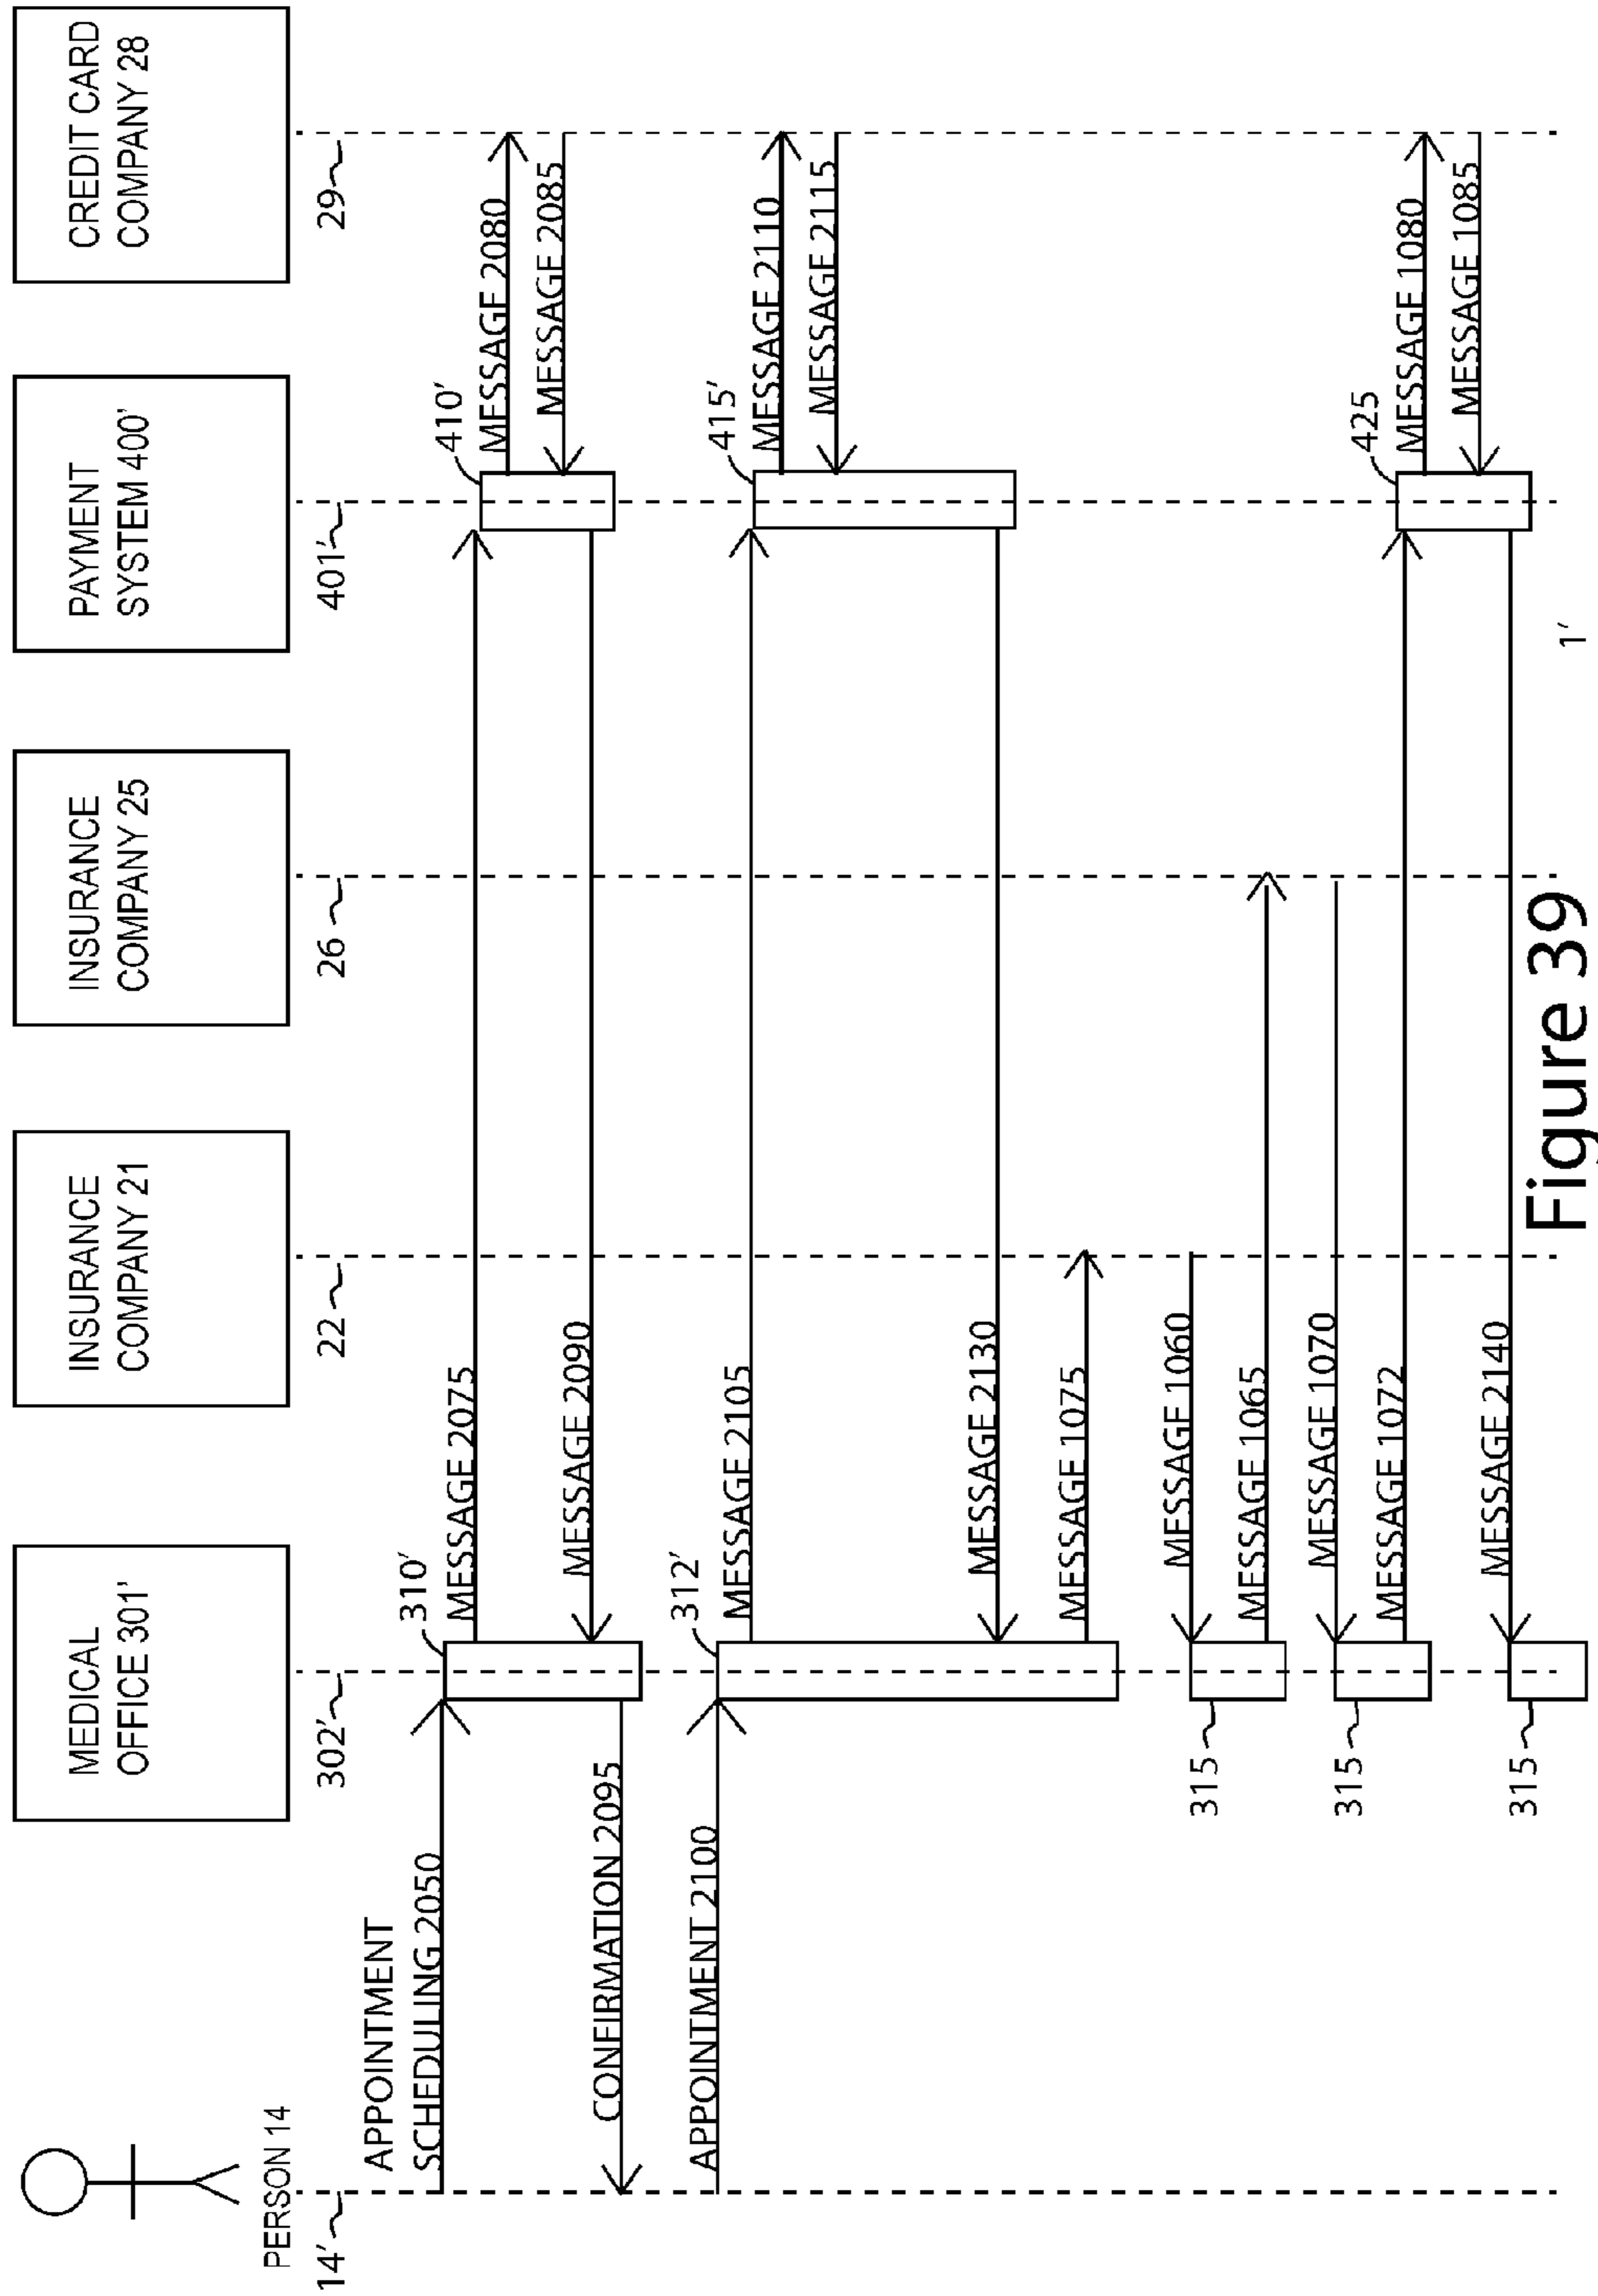 PERSON 14
MEDICAL
OFFICE 301'
INSURANCE
COMPANY 21
INSURANCE
COMPANY 25
PAYMENT
SYSTEM 400'
CREDIT CARD
COMPANY 28
14'
302'
22
26
401'
29
APPOINTMENT
SCHEDULING 2050
310'
MESSAGE 2075
410'
MESSAGE 2080
MESSAGE 2085
MESSAGE 2090
CONFIRMATION 2095
APPOINTMENT 2100
312'
MESSAGE 2105
415'
MESSAGE 2110
MESSAGE 2115
MESSAGE 2130
MESSAGE 1075
MESSAGE 1060
315
MESSAGE 1065
MESSAGE 1070
315
MESSAGE 1072
425
MESSAGE 1080
MESSAGE 1085
MESSAGE 2140
315
1'
Figure 39